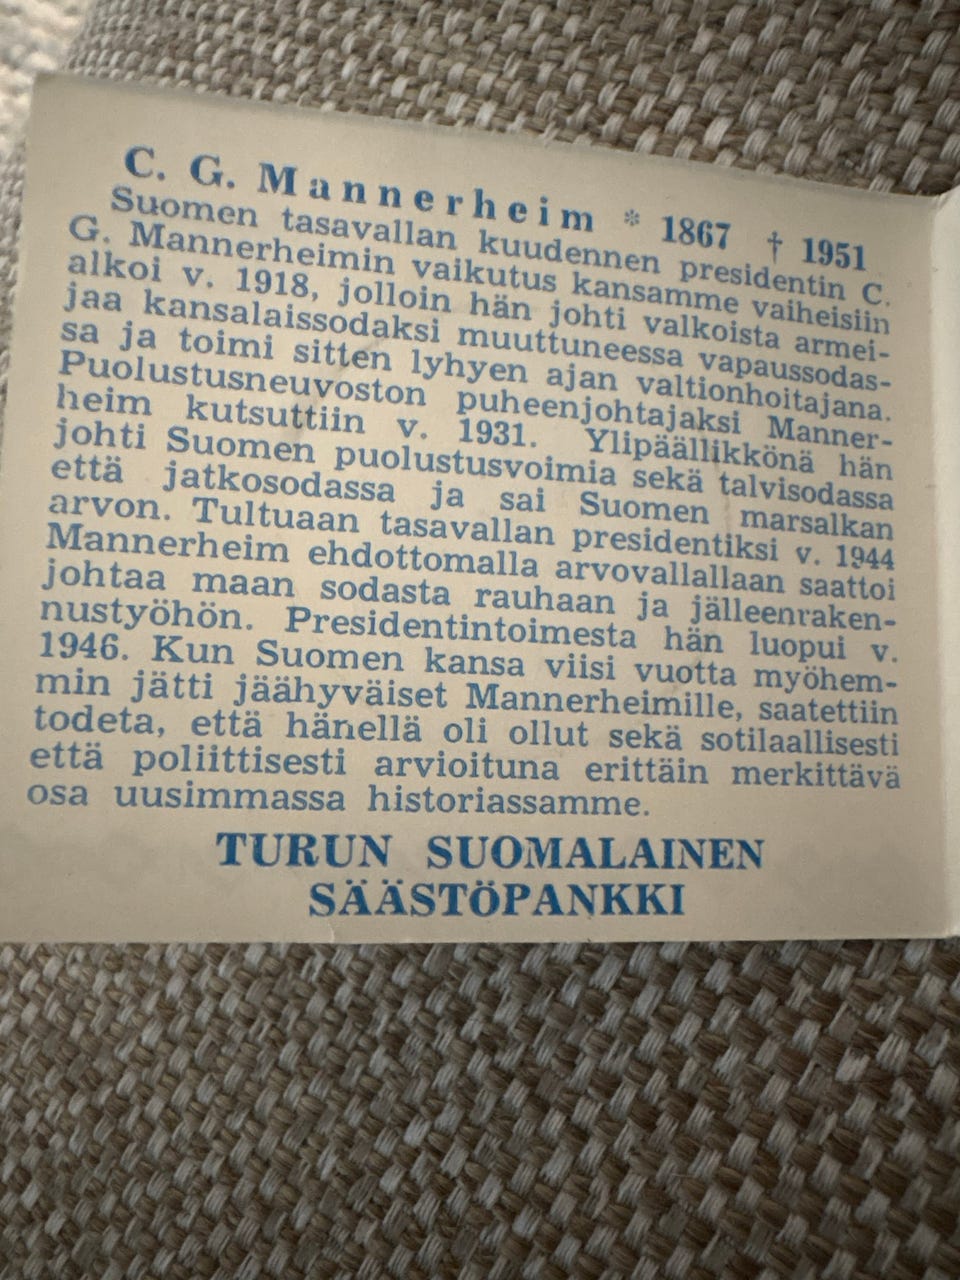 C. G. Mannerheim * 1867 † 1951
Suomen tasavallan kuudennen presidentin C.
G. Mannerheimin vaikutus kansamme vaiheisiin
alkoi v. 1918, jolloin hän johti valkoista armei-
jaa kansalaissodaksi muuttuneessa vapaussodas-
sa ja toimi sitten lyhyen ajan valtionhoitajana.
Puolustusneuvoston puheenjohtajaksi Manner-
heim kutsuttiin v. 1931. Ylipäällikkönä hän
johti Suomen puolustusvoimia sekä talvisodassa
että jatkosodassa ja sai Suomen marsalkan
arvon. Tultuaan tasavallan presidentiksi v. 1944
Mannerheim ehdottomalla arvovallallaan saattoi
johtaa maan sodasta rauhaan ja jälleenraken-
nustyöhön. Presidentintoimesta hän luopui v.
1946. Kun Suomen kansa viisi vuotta myöhem-
min jätti jäähyväiset Mannerheimille, saatettiin
todeta, että hänellä oli ollut sekä sotilaallisesti
että poliittisesti arvioituna erittäin merkittävä
osa uusimmassa historiassamme.
TURUN SUOMALAINEN
SÄÄSTÖPANKKI